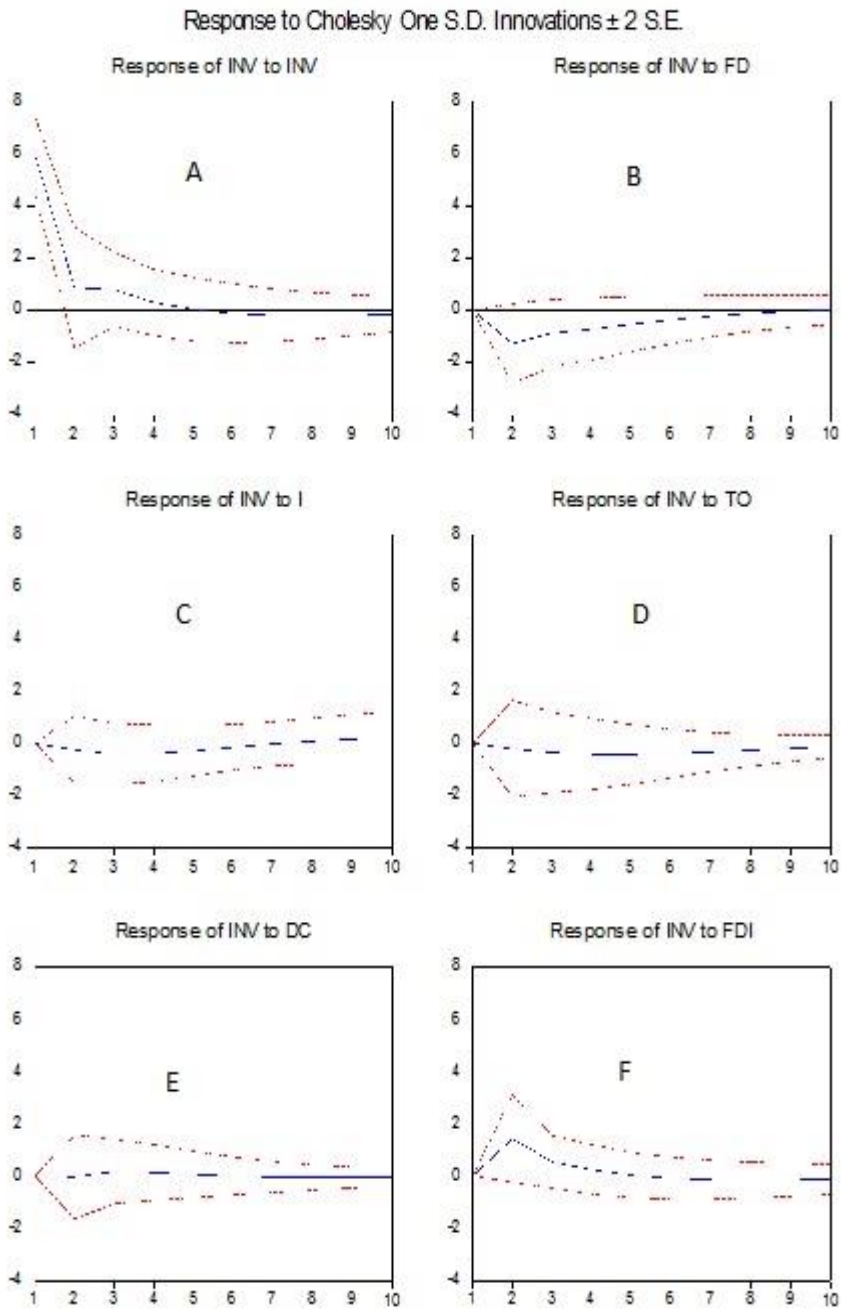 Response to Cholesky One S.D. Innovations ± 2 S.E.
Response of INV to INV
8
6
4
2
0
-2
-4
A
1 2 3 4 5 6 7 8 9 10
Response of INV to FD
8
6
4
2
0
-2
-4
B
1 2 3 4 5 6 7 8 9 10
Response of INV to I
8
6
4
2
0
-2
-4
C
1 2 3 4 5 6 7 8 9 10
Response of INV to TO
8
6
4
2
0
-2
-4
D
1 2 3 4 5 6 7 8 9 10
Response of INV to DC
8
6
4
2
0
-2
-4
E
1 2 3 4 5 6 7 8 9 10
Response of INV to FDI
8
6
4
2
0
-2
-4
F
1 2 3 4 5 6 7 8 9 10